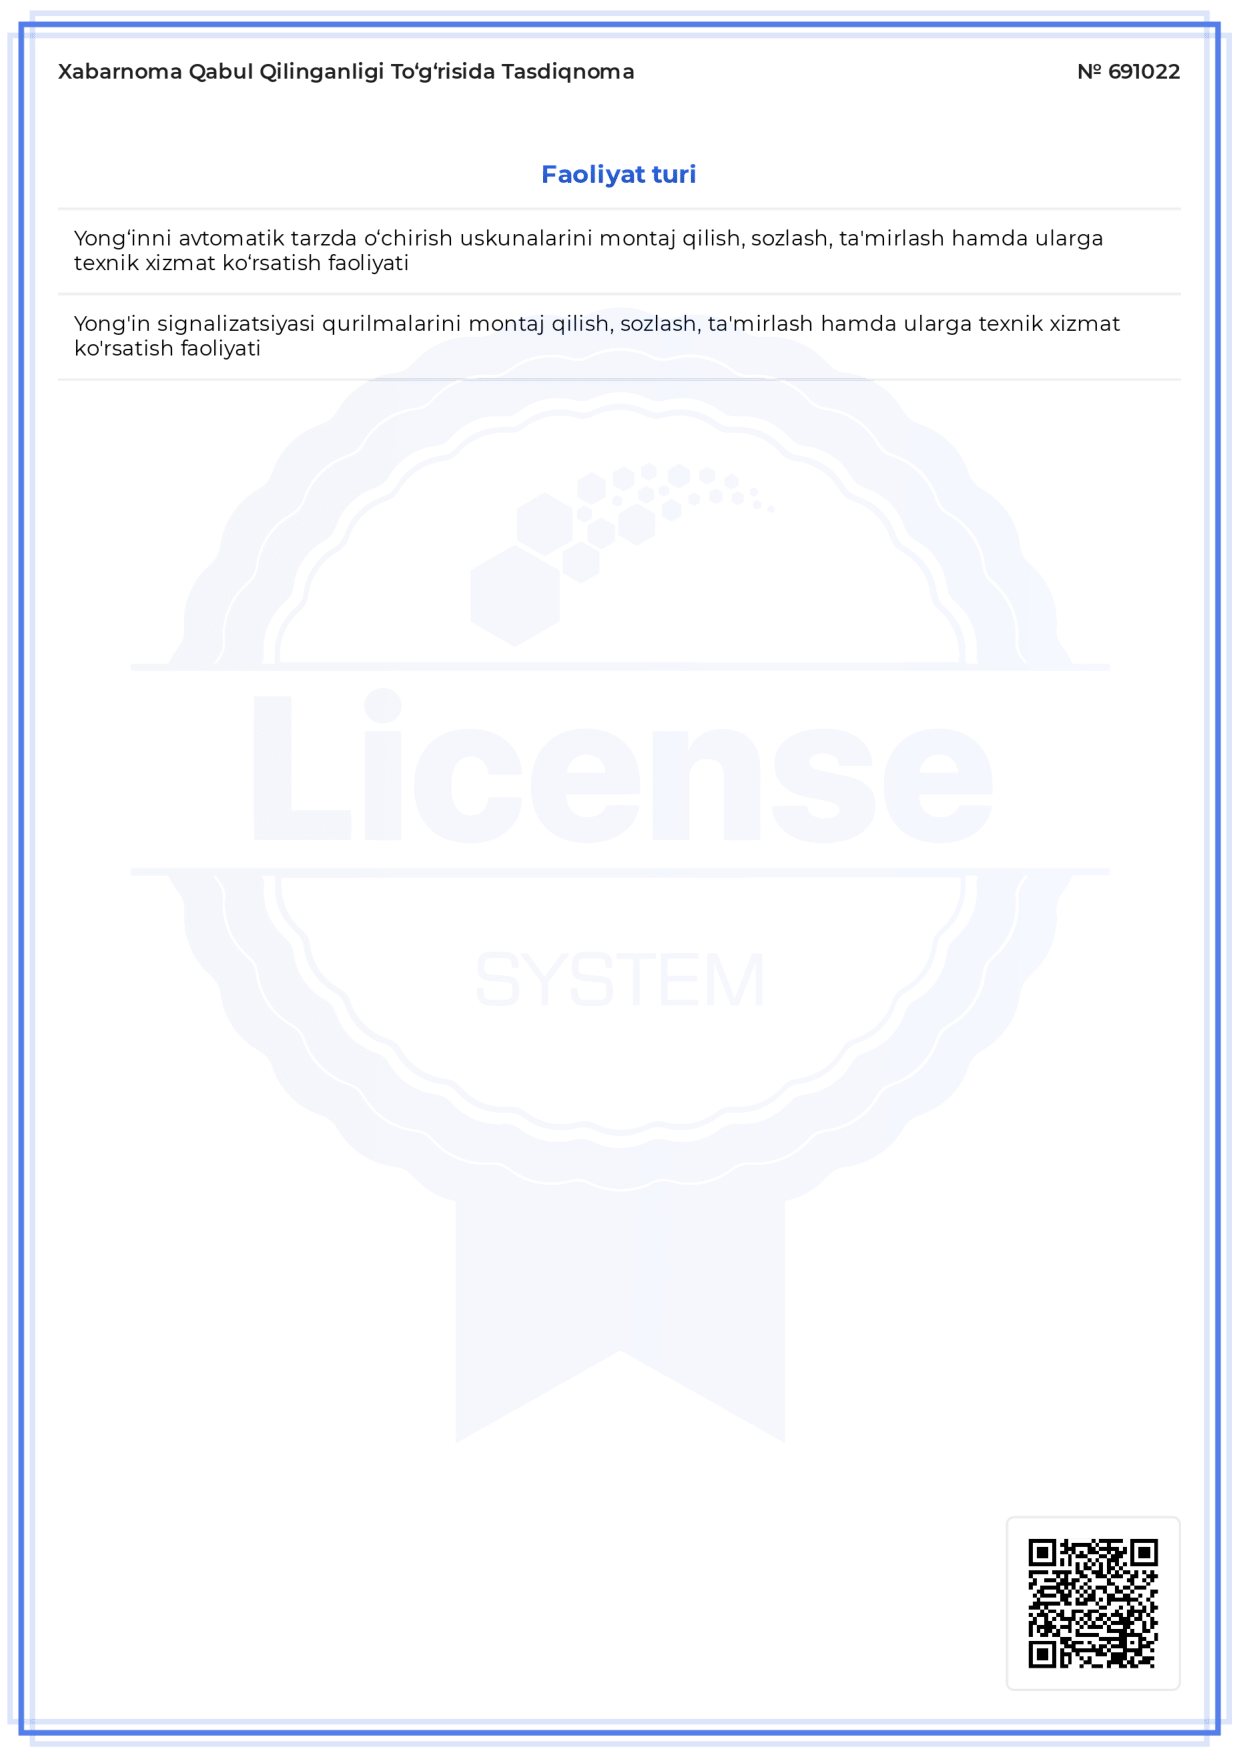 Xabarnoma Qabul Qilinganligi To‘g‘risida Tasdiqnoma
№ 691022
Faoliyat turi
Yong‘inni avtomatik tarzda o‘chirish uskunalarini montaj qilish, sozlash, ta'mirlash hamda ularga
texnik xizmat ko‘rsatish faoliyati
Yong'in signalizatsiyasi qurilmalarini montaj qilish, sozlash, ta'mirlash hamda ularga texnik xizmat
ko'rsatish faoliyati
License
SYSTEM